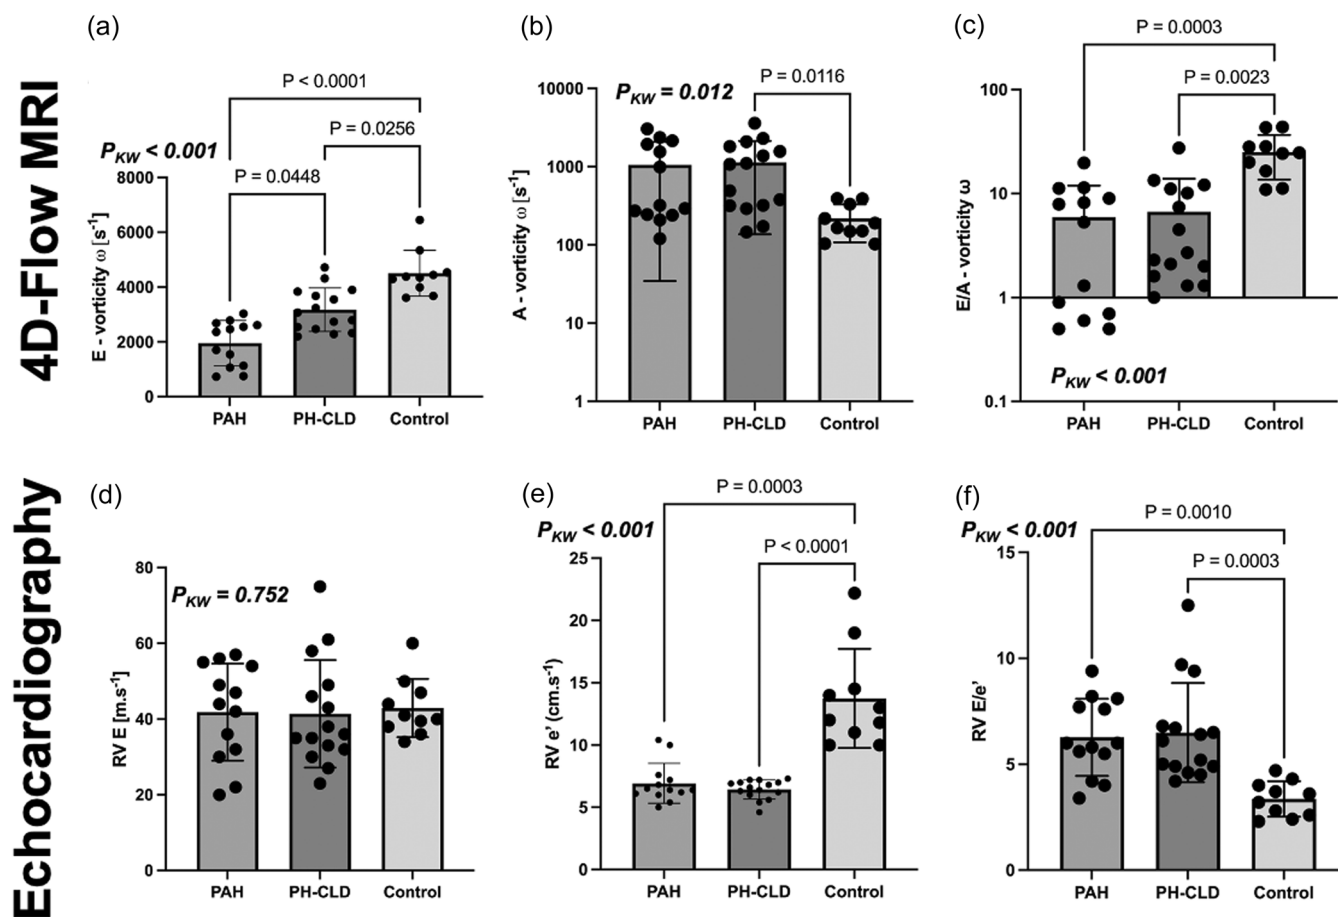 4D-Flow MRI
(a)
P < 0.0001
P = 0.0256
P_KW < 0.001
P = 0.0448
E - vorticity ω [s⁻¹]
8000
6000
4000
2000
0
PAH PH-CLD Control
(b)
P = 0.0116
P_KW = 0.012
A - vorticity ω [s⁻¹]
10000
1000
100
10
1
PAH PH-CLD Control
(c)
P = 0.0003
P = 0.0023
E/A - vorticity ω
100
10
1
0.1
P_KW < 0.001
PAH PH-CLD Control
Echocardiography
(d)
P_KW = 0.752
RV E [m.s⁻¹]
80
60
40
20
0
PAH PH-CLD Control
(e)
P = 0.0003
P_KW < 0.001
P < 0.0001
RV e’ (cm.s⁻¹)
25
20
15
10
5
0
PAH PH-CLD Control
(f)
P = 0.0010
P_KW < 0.001
P = 0.0003
RV E/e’
15
10
5
0
PAH PH-CLD Control